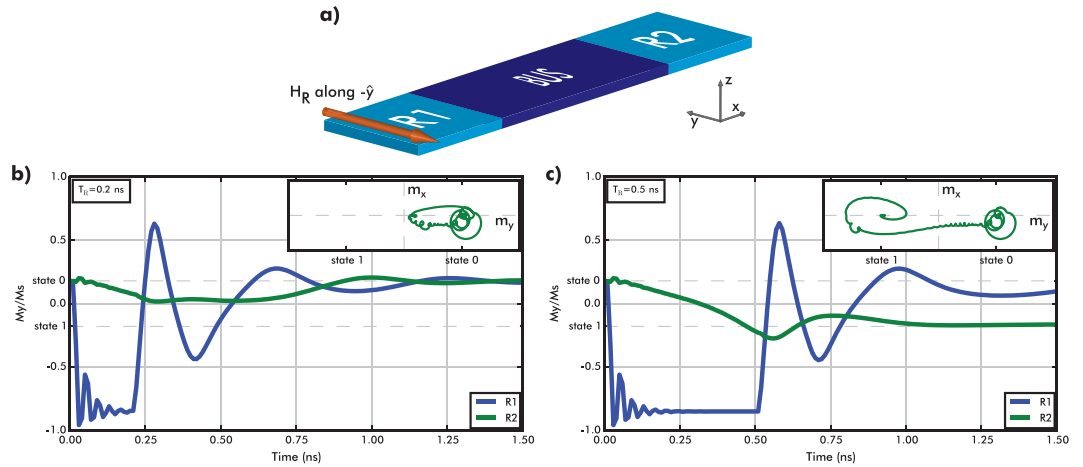 a)
H_R along -ŷ
R1
BUS
R2
z
x
y
b)
T_R=0.2 ns
m_x
m_y
state 1
state 0
1.0
0.5
state 0
0.0
state 1
-0.5
-1.0
My/Ms
0.00
0.25
0.50
0.75
1.00
1.25
1.50
Time (ns)
R1
R2
c)
T_R=0.5 ns
m_x
m_y
state 1
state 0
1.0
0.5
state 0
0.0
state 1
-0.5
-1.0
My/Ms
0.00
0.25
0.50
0.75
1.00
1.25
1.50
Time (ns)
R1
R2